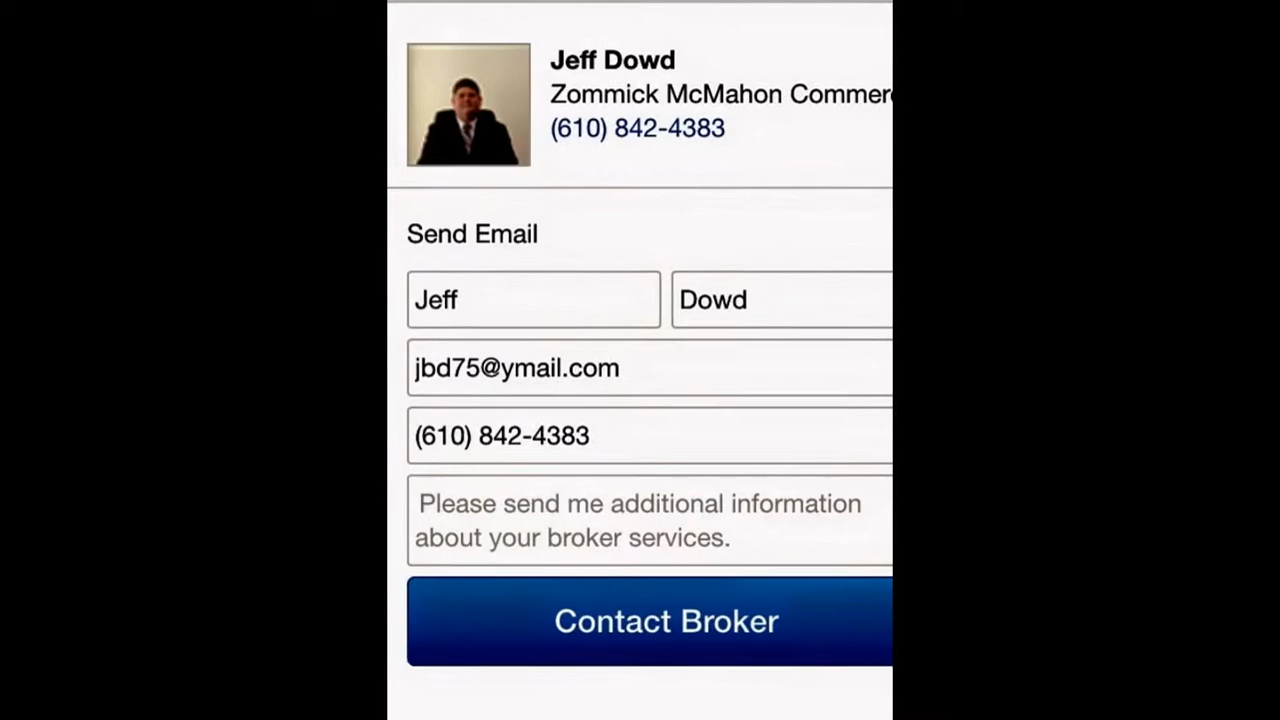 Jeff Dowd
Zommick McMahon Commer
(610) 842-4383
Send Email
Jeff
Dowd
jbd75@ymail.com
(610) 842-4383
Please send me additional information
about your broker services.
Contact Broker